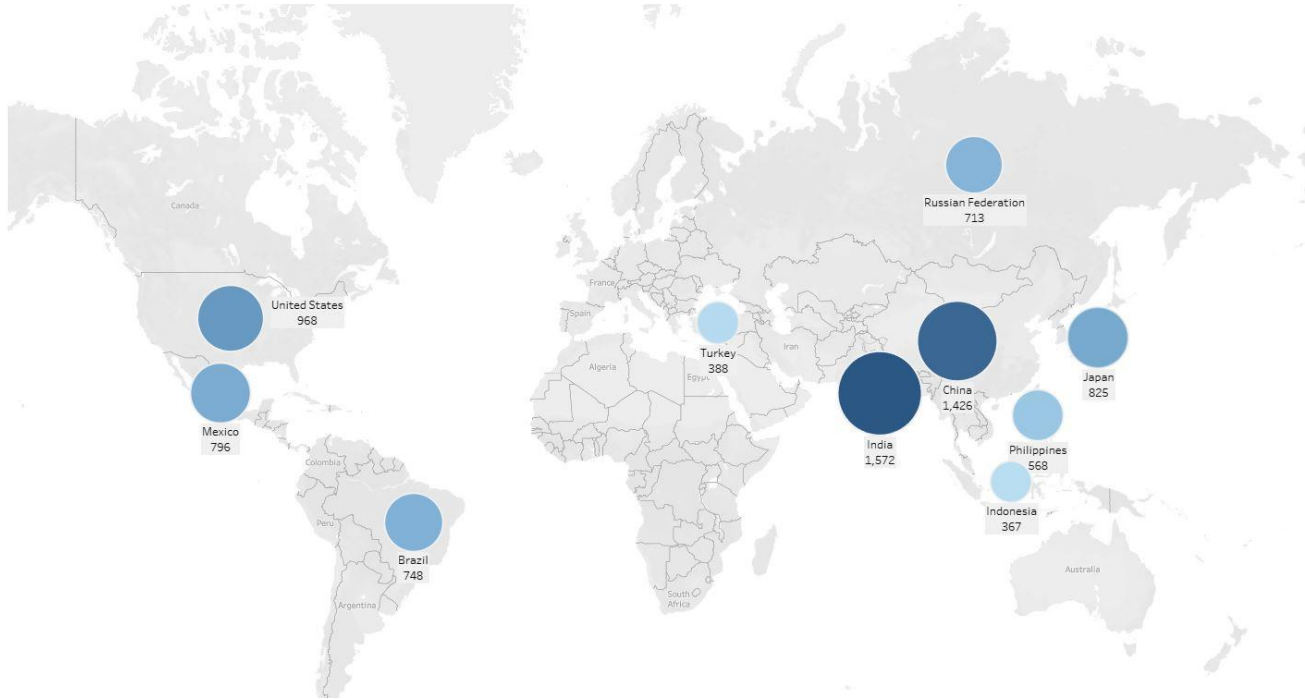 Canada
United States
968
Mexico
796
Colombia
Peru
Brazil
748
Argentina
France
Spain
Turkey
388
Algeria
Egypt
Iran
South
Africa
Russian Federation
713
China
1,426
India
1,572
Japan
825
Philippines
568
Indonesia
367
Australia